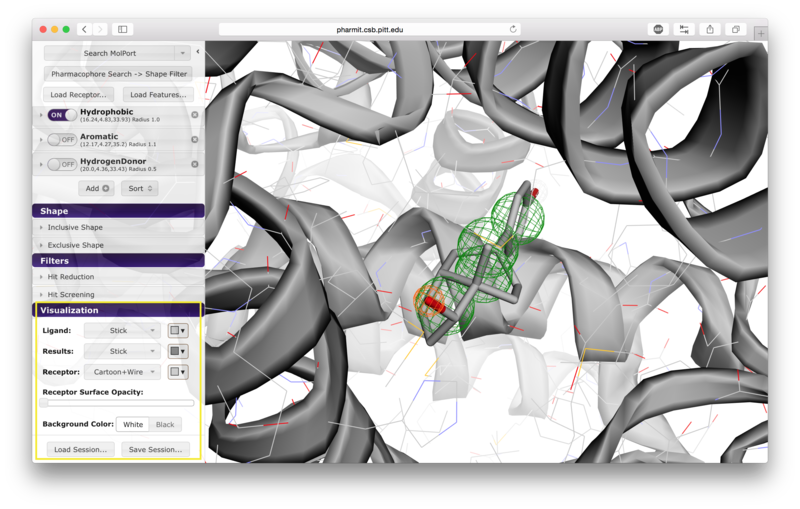 pharmit.csb.pitt.edu
ABP
Search MolPort
Pharmacophore Search -> Shape Filter
Load Receptor... Load Features...
ON Hydrophobic
(16.24,4.83,33.93) Radius 1.0
OFF Aromatic
(12.17,4.27,35.2) Radius 1.1
OFF HydrogenDonor
(20.0,4.36,33.43) Radius 0.5
Add Sort
Shape
Inclusive Shape
Exclusive Shape
Filters
Hit Reduction
Hit Screening
Visualization
Ligand: Stick
Results: Stick
Receptor: Cartoon+Wire
Receptor Surface Opacity:
Background Color: White Black
Load Session... Save Session...